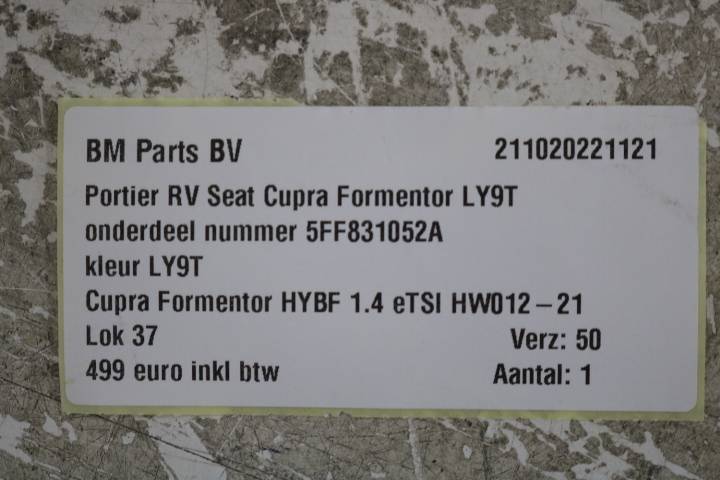 BM Parts BV 211020221121
Portier RV Seat Cupra Formentor LY9T
onderdeel nummer 5FF831052A
kleur LY9T
Cupra Formentor HYBF 1.4 eTSI HW012-21
Lok 37 Verz: 50
499 euro inkl btw Aantal: 1